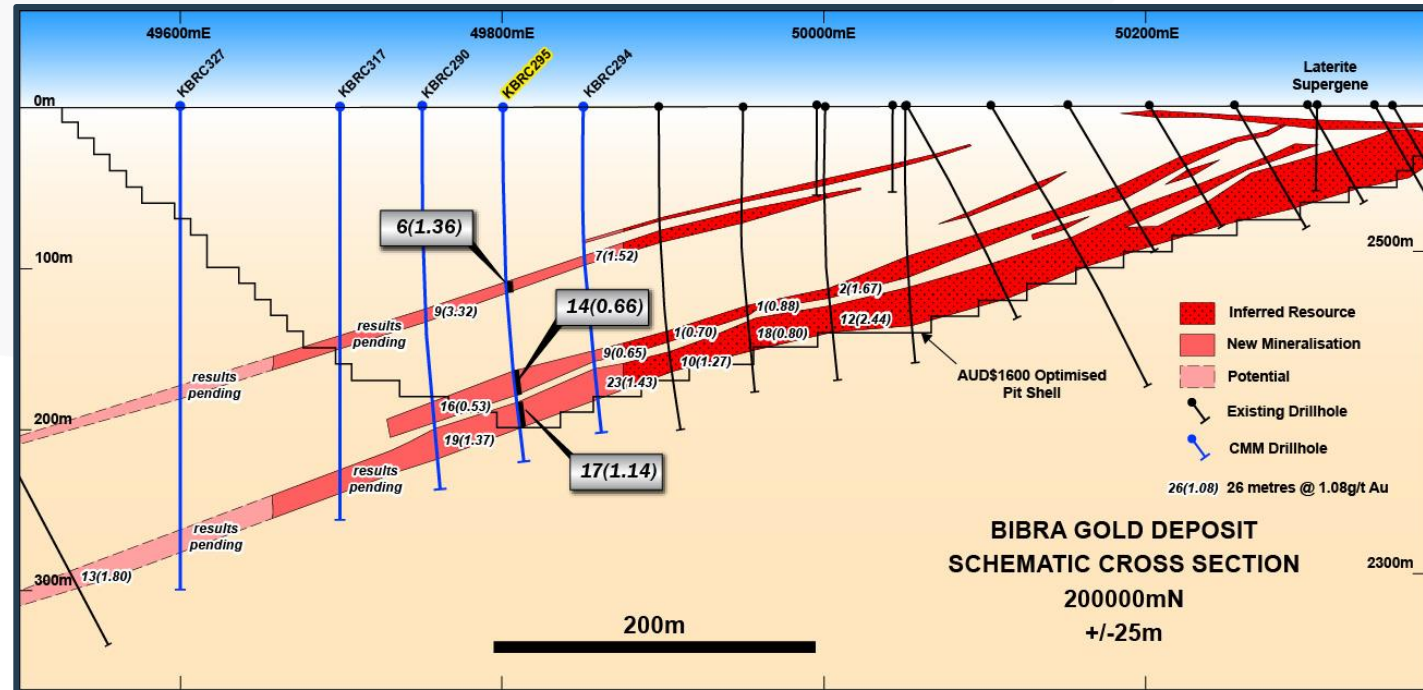 49600mE
49800mE
50000mE
50200mE
KBRC327
KBRC317
KBRC290
KBRC295
KBRC294
Laterite
Supergene
0m
100m
200m
300m
2500m
2300m
6(1.36)
14(0.66)
17(1.14)
7(1.52)
9(3.32)
results
pending
results
pending
2(1.67)
1(0.88)
12(2.44)
1(0.70)
18(0.80)
9(0.65)
10(1.27)
23(1.43)
16(0.53)
19(1.37)
results
pending
results
pending
13(1.80)
AUD$1600 Optimised
Pit Shell
Inferred Resource
New Mineralisation
Potential
Existing Drillhole
CMM Drillhole
26(1.08) 26 metres @ 1.08g/t Au
BIBRA GOLD DEPOSIT
SCHEMATIC CROSS SECTION
200000mN
+/-25m
200m